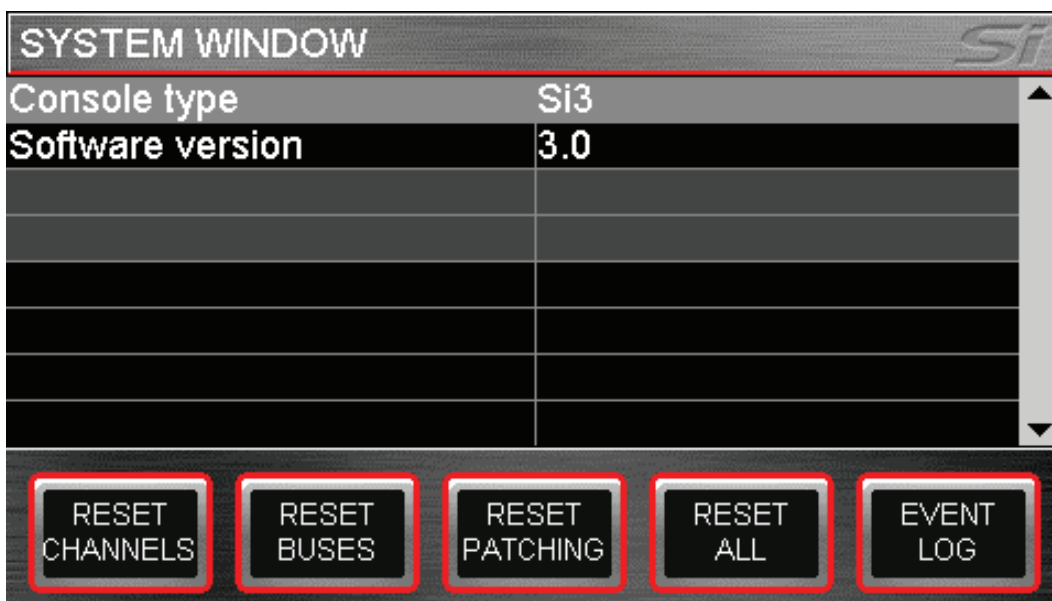 SYSTEM WINDOW Si
Console type Si3
Software version 3.0
RESET CHANNELS
RESET BUSES
RESET PATCHING
RESET ALL
EVENT LOG